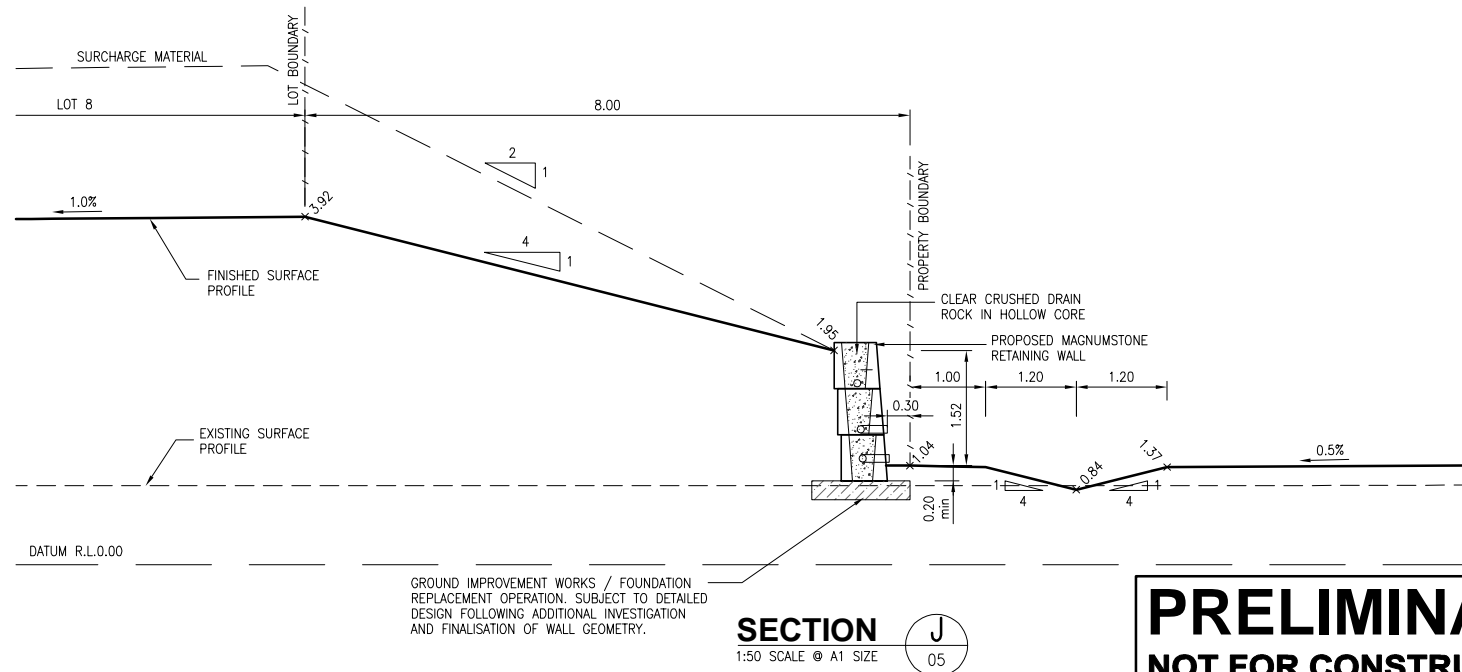 SURCHARGE MATERIAL
LOT BOUNDARY
LOT 8
8.00
2
1
PROPERTY BOUNDARY
1.0%
3.92
4
1
FINISHED SURFACE
PROFILE
CLEAR CRUSHED DRAIN
ROCK IN HOLLOW CORE
1.95
PROPOSED MAGNUMSTONE
RETAINING WALL
1.00
1.20
1.20
0.30
1.52
EXISTING SURFACE
PROFILE
1.04
1.37
0.5%
0.84
1
4
1
4
0.20
min
DATUM R.L.0.00
GROUND IMPROVEMENT WORKS / FOUNDATION
REPLACEMENT OPERATION. SUBJECT TO DETAILED
DESIGN FOLLOWING ADDITIONAL INVESTIGATION
AND FINALISATION OF WALL GEOMETRY.
SECTION J
1:50 SCALE @ A1 SIZE 05
PRELIMINA
NOT FOR CONSTRU